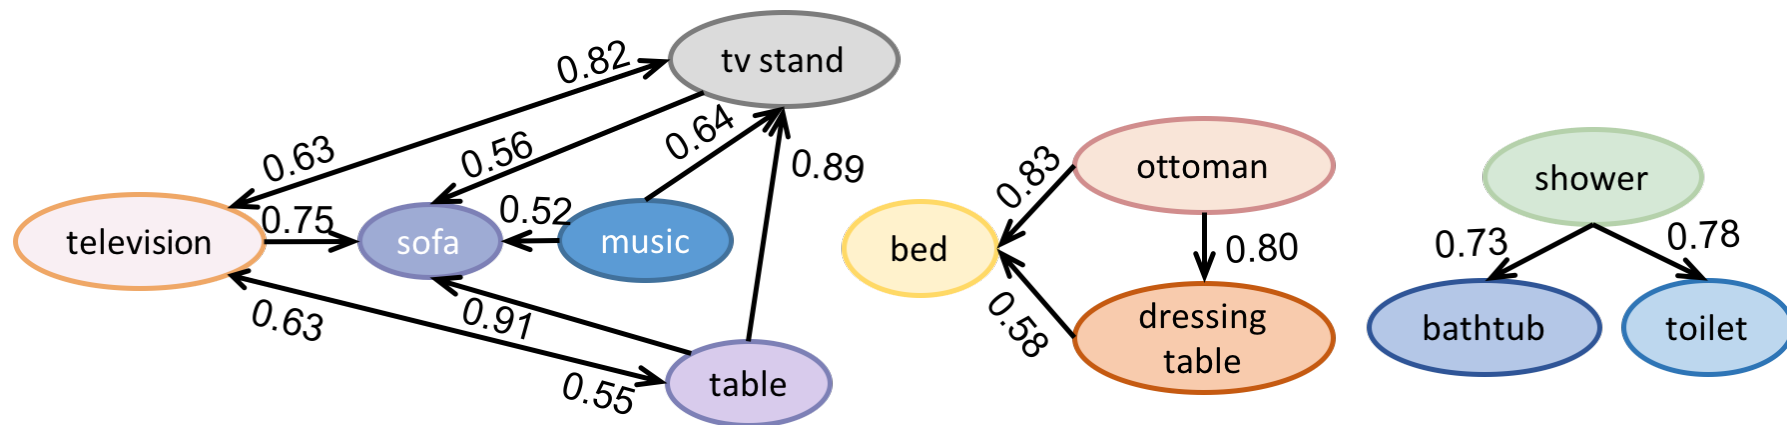 tv stand
0.82
0.63
0.56
0.64
0.89
television
0.75
sofa
0.52
music
0.63
0.91
0.55
table
ottoman
0.83
bed
0.80
0.58
dressing
table
shower
0.73
0.78
bathtub
toilet